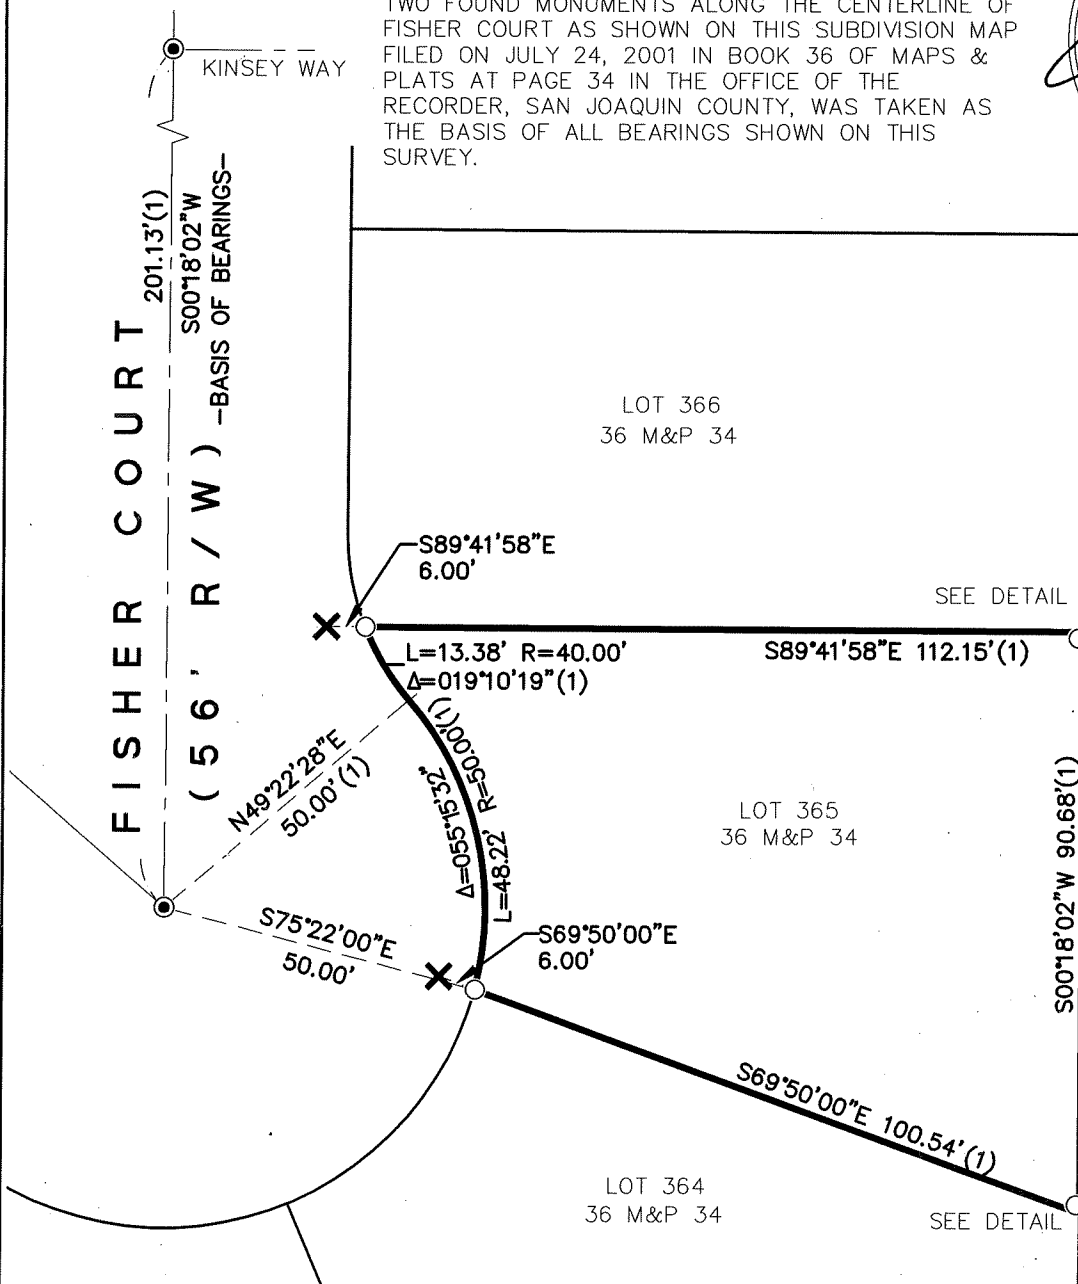 TWO FOUND MONUMENTS ALONG THE CENTERLINE OF
FISHER COURT AS SHOWN ON THIS SUBDIVISION MAP
FILED ON JULY 24, 2001 IN BOOK 36 OF MAPS &
PLATS AT PAGE 34 IN THE OFFICE OF THE
RECORDER, SAN JOAQUIN COUNTY, WAS TAKEN AS
THE BASIS OF ALL BEARINGS SHOWN ON THIS
SURVEY.
KINSEY WAY
201.13'(1)
S00°18'02"W
-BASIS OF BEARINGS-
FISHER COURT
(56' R/W)
LOT 366
36 M&P 34
S89°41'58"E
6.00'
SEE DETAIL
L=13.38' R=40.00'
Δ=019°10'19"(1)
S89°41'58"E 112.15'(1)
N49°22'28"E
50.00'(1)
Δ=055°15'32"
L=48.22' R=50.00'(1)
LOT 365
36 M&P 34
S00°18'02"W 90.68'(1)
S75°22'00"E
50.00'
S69°50'00"E
6.00'
S69°50'00"E 100.54'(1)
LOT 364
36 M&P 34
SEE DETAIL